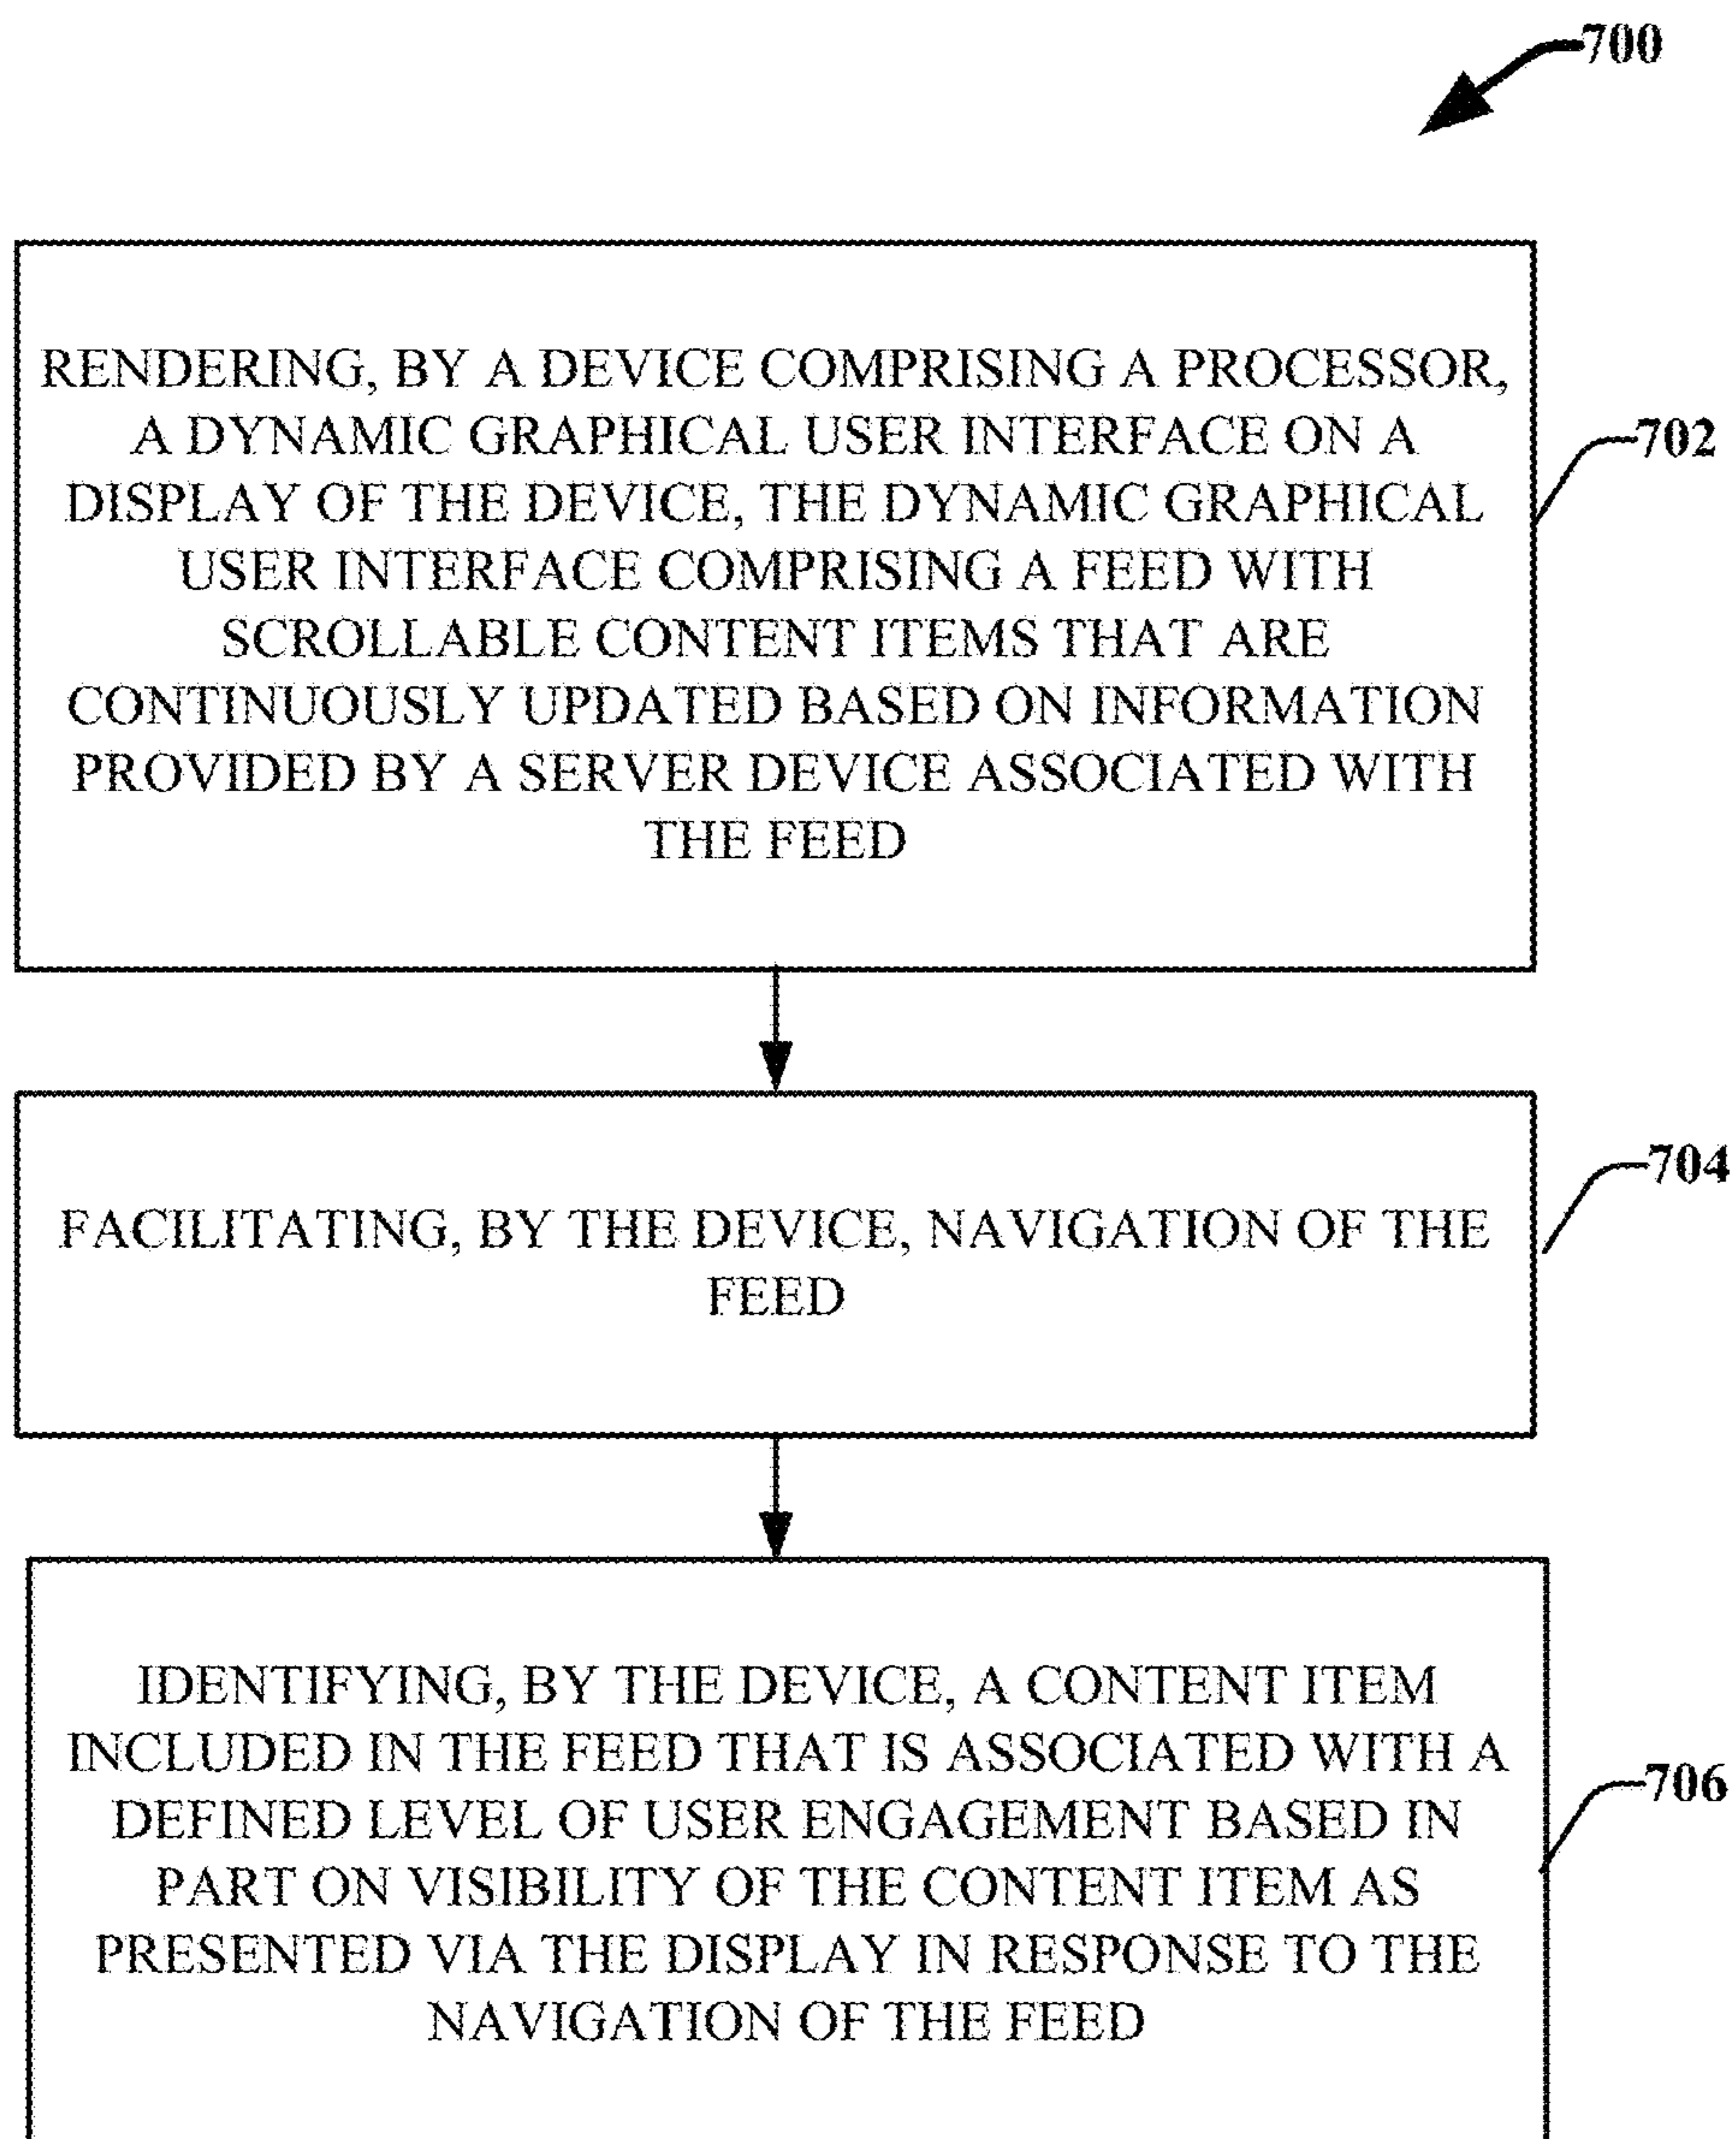 700
RENDERING, BY A DEVICE COMPRISING A PROCESSOR,
A DYNAMIC GRAPHICAL USER INTERFACE ON A
DISPLAY OF THE DEVICE, THE DYNAMIC GRAPHICAL
USER INTERFACE COMPRISING A FEED WITH
SCROLLABLE CONTENT ITEMS THAT ARE
CONTINUOUSLY UPDATED BASED ON INFORMATION
PROVIDED BY A SERVER DEVICE ASSOCIATED WITH
THE FEED
702
FACILITATING, BY THE DEVICE, NAVIGATION OF THE
FEED
704
IDENTIFYING, BY THE DEVICE, A CONTENT ITEM
INCLUDED IN THE FEED THAT IS ASSOCIATED WITH A
DEFINED LEVEL OF USER ENGAGEMENT BASED IN
PART ON VISIBILITY OF THE CONTENT ITEM AS
PRESENTED VIA THE DISPLAY IN RESPONSE TO THE
NAVIGATION OF THE FEED
706